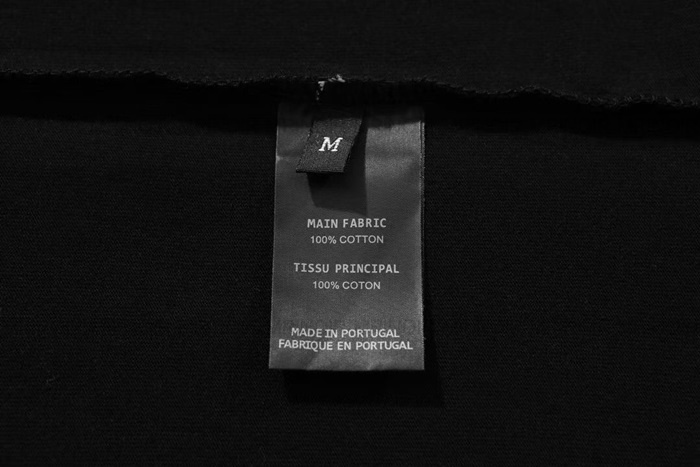 M
MAIN FABRIC
100% COTTON
TISSU PRINCIPAL
100% COTON
MADE IN PORTUGAL
FABRIQUE EN PORTUGAL